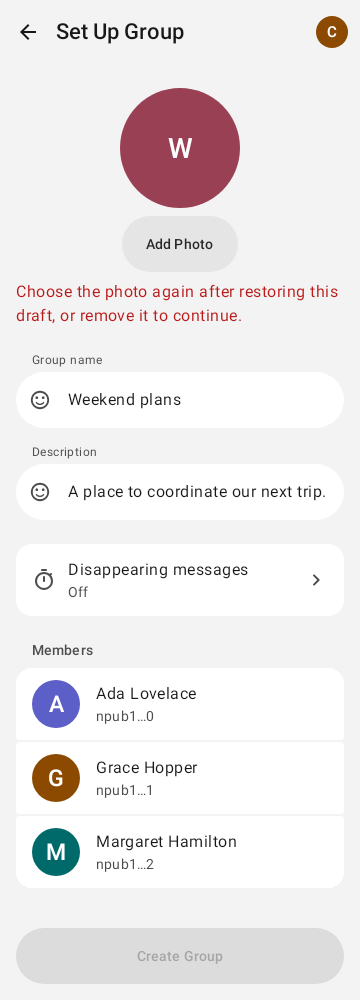 Set Up Group
C
W
Add Photo
Choose the photo again after restoring this
draft, or remove it to continue.
Group name
Weekend plans
Description
A place to coordinate our next trip.
Disappearing messages
Off
Members
A
Ada Lovelace
npub1…0
G
Grace Hopper
npub1…1
M
Margaret Hamilton
npub1…2
Create Group